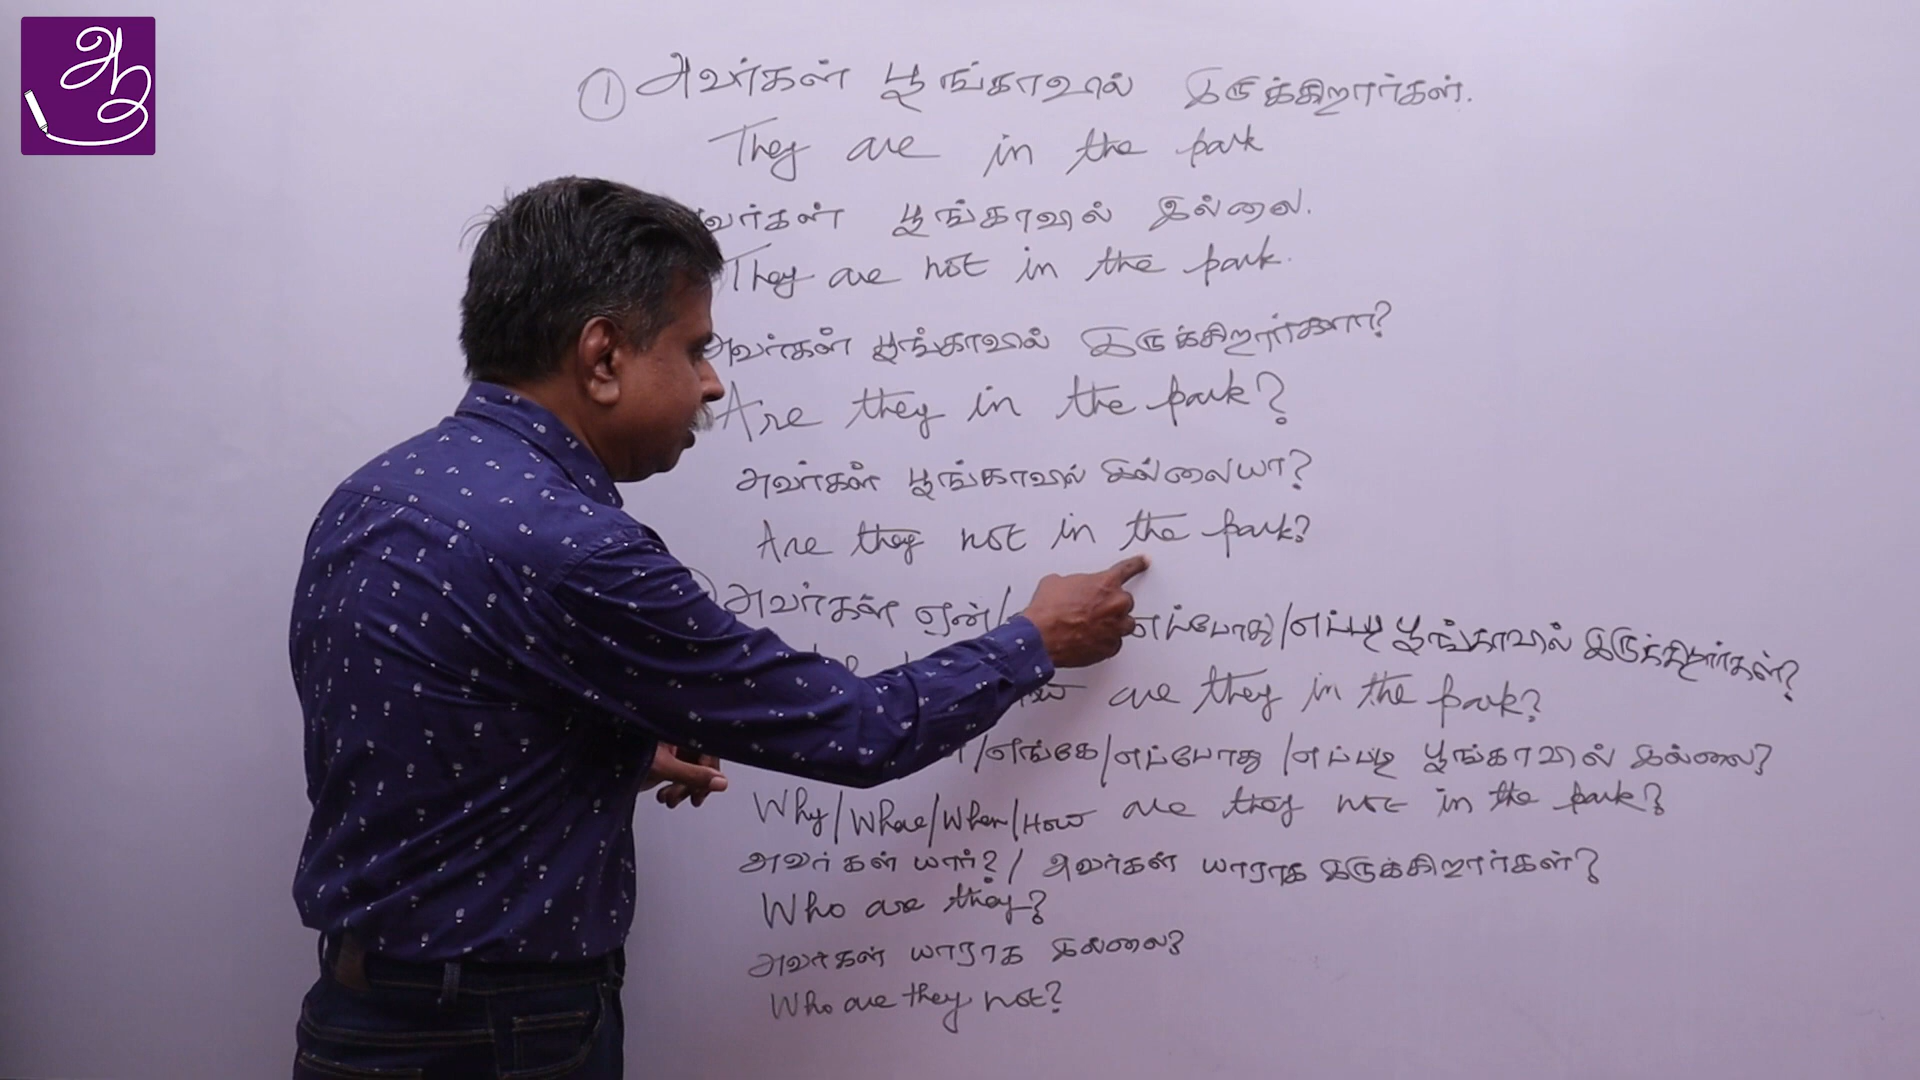 ① அவர்கள் பூங்காவில் இருக்கிறார்கள்.
They are in the park
வர்கள் பூங்காவில் இல்லை.
They are not in the park.
அவர்கள் பூங்காவில் இருக்கிறார்களா?
Are they in the park?
அவர்கள் பூங்காவில் இல்லையா?
Are they not in the park?
அவர்கள் ஏன்/ எப்போது/எப்படி பூங்காவில் இருக்கிறார்கள்?
are they in the park?
/எங்கே/எப்போது/எப்படி பூங்காவில் இல்லை?
Why/Where/When/How are they not in the park?
அவர்கள் யார்?/ அவர்கள் யாராக இருக்கிறார்கள்?
Who are they?
அவர்கள் யாராக இல்லை?
Who are they not?